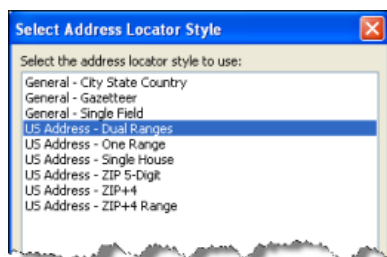 Select Address Locator Style
Select the address locator style to use:
General - City State Country
General - Gazetteer
General - Single Field
US Address - Dual Ranges
US Address - One Range
US Address - Single House
US Address - ZIP 5-Digit
US Address - ZIP+4
US Address - ZIP+4 Range